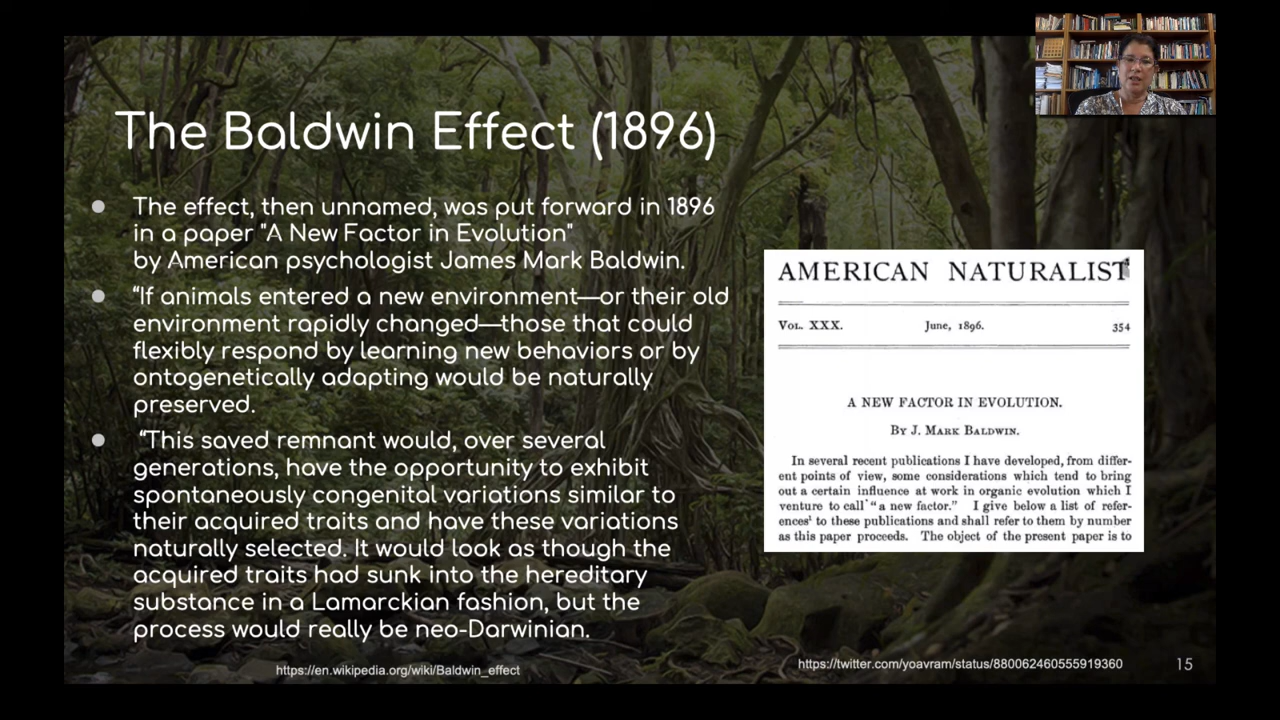 The Baldwin Effect (1896)
The effect, then unnamed, was put forward in 1896
in a paper "A New Factor in Evolution"
by American psychologist James Mark Baldwin.
“If animals entered a new environment—or their old
environment rapidly changed—those that could
flexibly respond by learning new behaviors or by
ontogenetically adapting would be naturally
preserved.
“This saved remnant would, over several
generations, have the opportunity to exhibit
spontaneously congenital variations similar to
their acquired traits and have these variations
naturally selected. It would look as though the
acquired traits had sunk into the hereditary
substance in a Lamarckian fashion, but the
process would really be neo-Darwinian.
https://en.wikipedia.org/wiki/Baldwin_effect
AMERICAN NATURALIST
VOL. XXX. June, 1896. 354
A NEW FACTOR IN EVOLUTION.
BY J. MARK BALDWIN.
In several recent publications I have developed, from differ-
ent points of view, some considerations which tend to bring
out a certain influence at work in organic evolution which I
venture to call “a new factor.” I give below a list of refer-
ences¹ to these publications and shall refer to them by number
as this paper proceeds. The object of the present paper is to
https://twitter.com/yoavram/status/880062460555919360
15